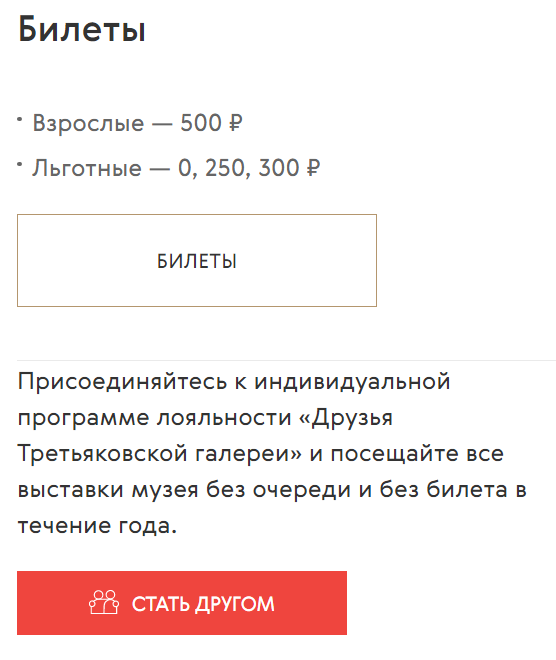 Билеты
• Взрослые — 500 ₽
• Льготные — 0, 250, 300 ₽
БИЛЕТЫ
Присоединяйтесь к индивидуальной
программе лояльности «Друзья
Третьяковской галереи» и посещайте все
выставки музея без очереди и без билета в
течение года.
СТАТЬ ДРУГОМ